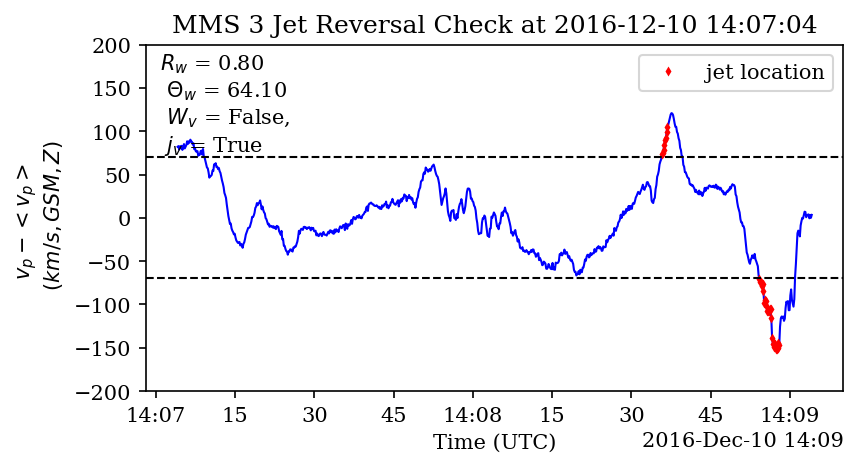 MMS 3 Jet Reversal Check at 2016-12-10 14:07:04
R_w = 0.80
Θ_w = 64.10
W_v = False,
j_v = True
jet location
200
150
100
50
0
−50
−100
−150
−200
v_p − <v_p>
(km/s, GSM, Z)
14:07 15 30 45 14:08 15 30 45 14:09
Time (UTC)
2016-Dec-10 14:09